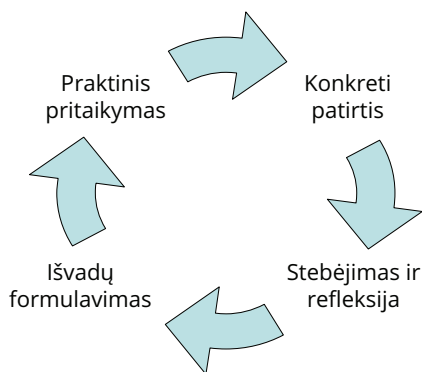 Praktinis
pritaikymas
Konkreti
patirtis
Stebėjimas ir
refleksija
Išvadų
formulavimas